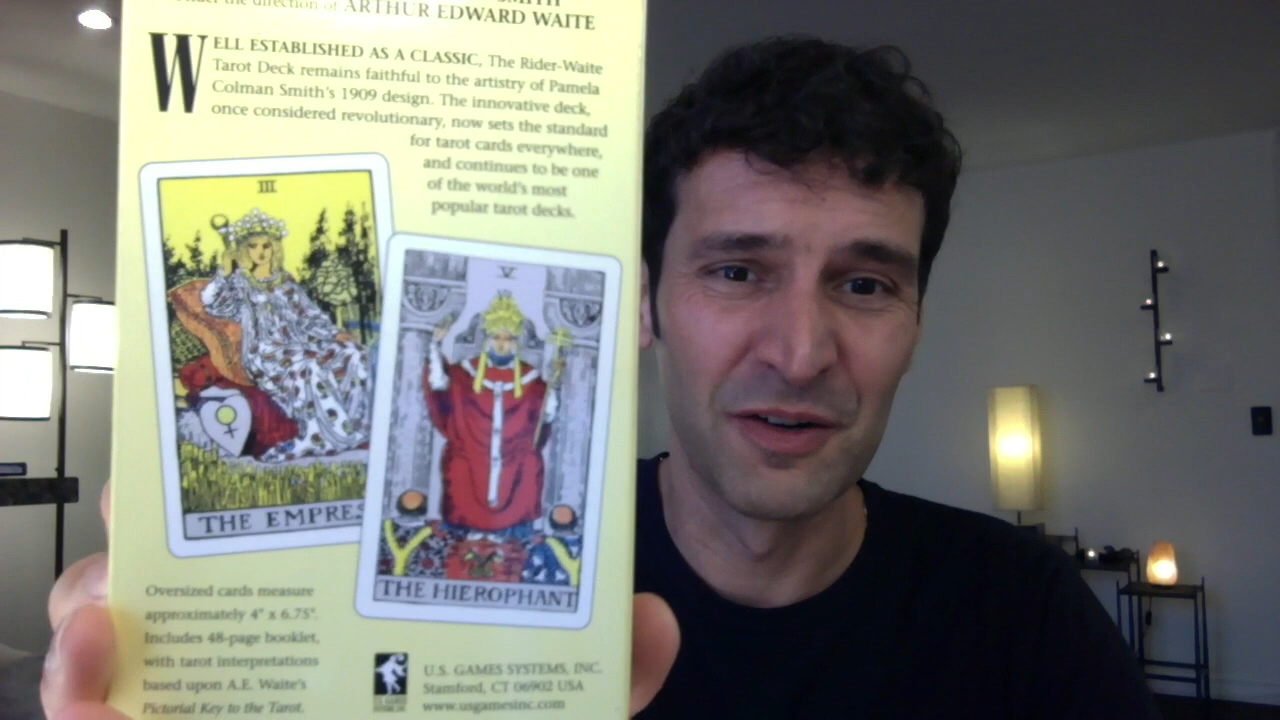 SMITH
the direction of ARTHUR EDWARD WAITE
WELL ESTABLISHED AS A CLASSIC, The Rider-Waite
Tarot Deck remains faithful to the artistry of Pamela
Colman Smith's 1909 design. The innovative deck,
once considered revolutionary, now sets the standard
for tarot cards everywhere,
and continues to be one
of the world's most
popular tarot decks.
III
THE EMPRES
V
THE HIEROPHANT
Oversized cards measure
approximately 4" x 6.75".
Includes 48-page booklet,
with tarot interpretations
based upon A.E. Waite's
Pictorial Key to the Tarot.
U.S. GAMES SYSTEMS, INC.
Stamford, CT 06902 USA
www.usgamesinc.com